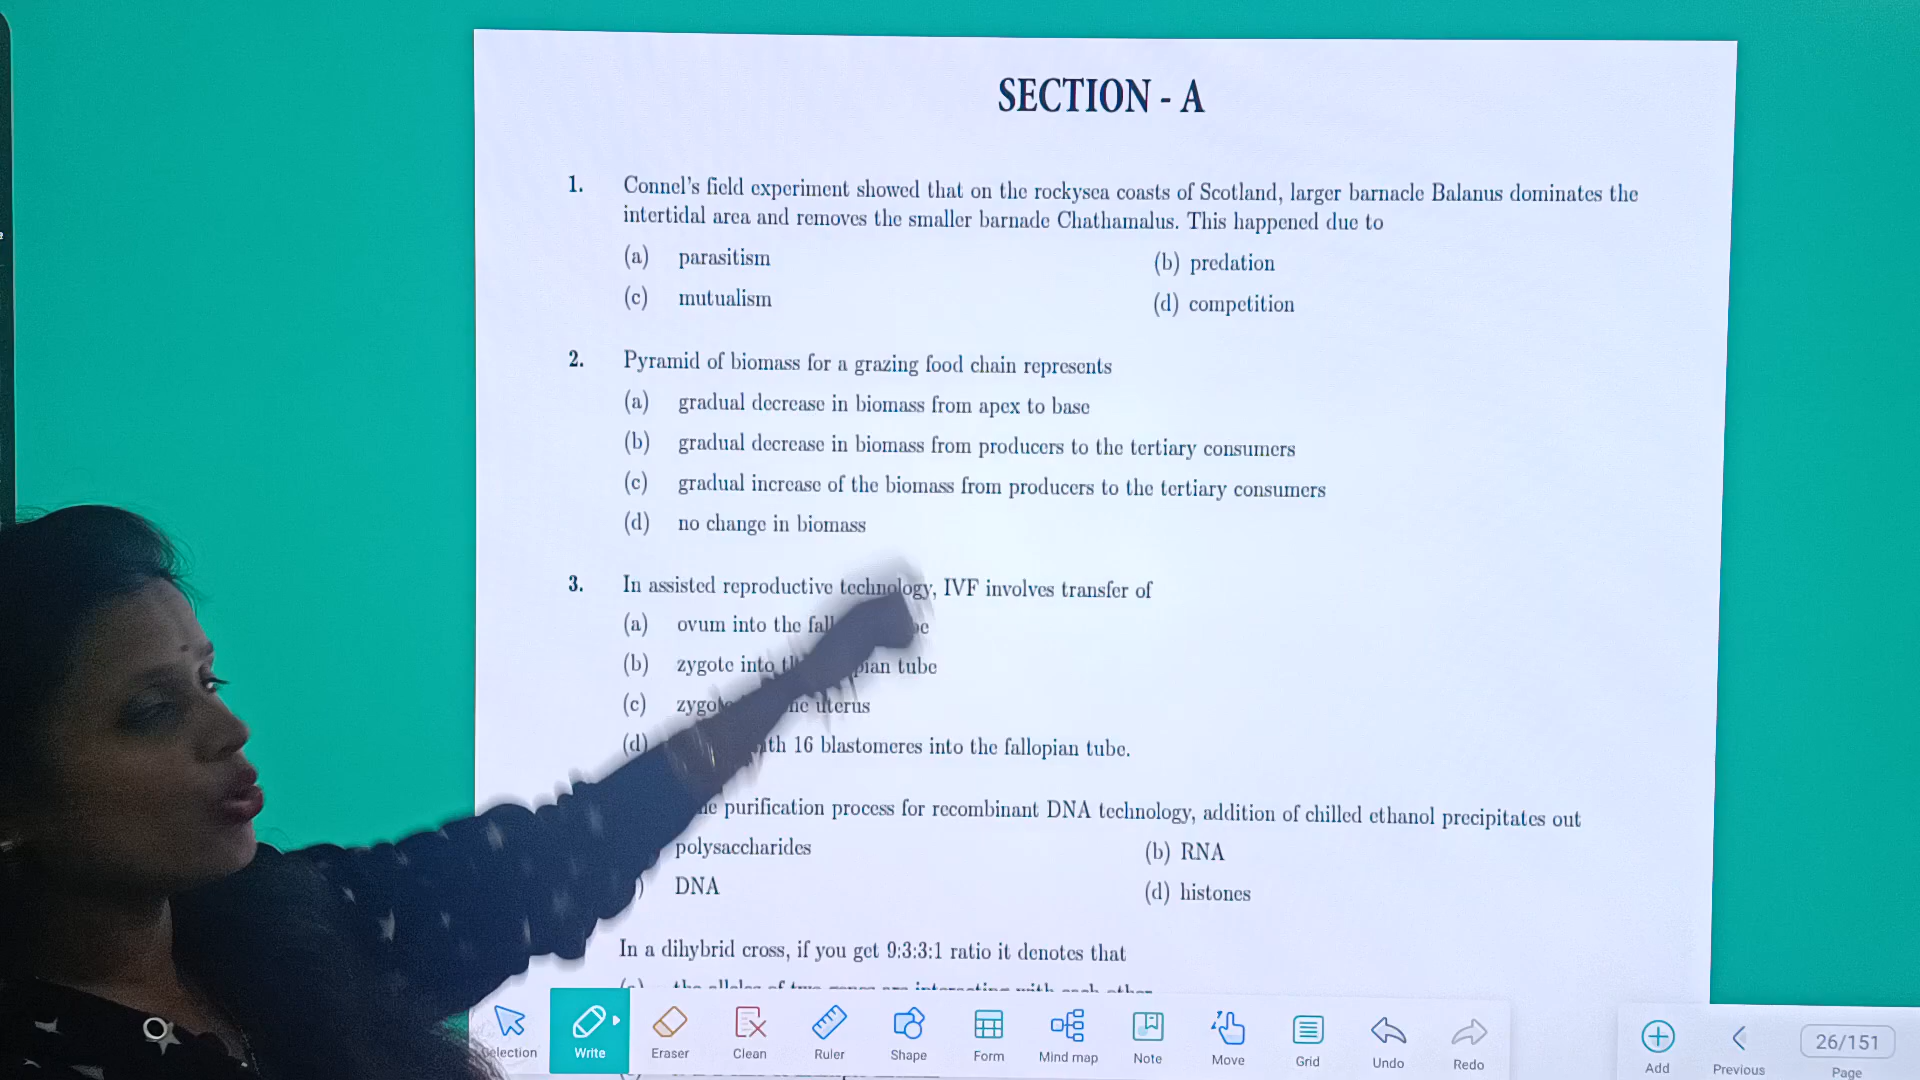 SECTION - A
1. Connel's field experiment showed that on the rockysea coasts of Scotland, larger barnacle Balanus dominates the
intertidal area and removes the smaller barnade Chathamalus. This happened due to
(a) parasitism (b) predation
(c) mutualism (d) competition
2. Pyramid of biomass for a grazing food chain represents
(a) gradual decrease in biomass from apex to base
(b) gradual decrease in biomass from producers to the tertiary consumers
(c) gradual increase of the biomass from producers to the tertiary consumers
(d) no change in biomass
3. In assisted reproductive technology, IVF involves transfer of
(a) ovum into the
(b) zygote into tube
(c) uterus
(d) 16 blastomeres into the fallopian tube.
purification process for recombinant DNA technology, addition of chilled ethanol precipitates out
polysaccharides (b) RNA
DNA (d) histones
In a dihybrid cross, if you get 9:3:3:1 ratio it denotes that
Selection Write Eraser Clean Ruler Shape Form Mind map Note Move Grid Undo Redo Add Previous 26/151 Page